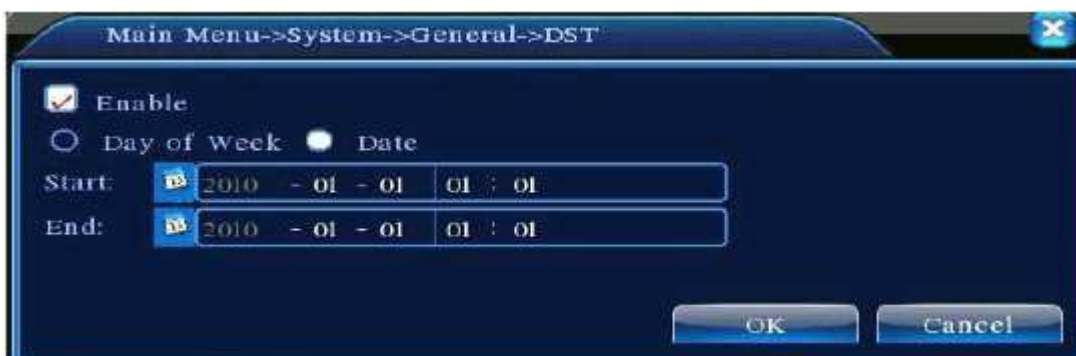 Main Menu->System->General->DST
Enable
Day of Week Date
Start: 2010 - 01 - 01 01 : 01
End: 2010 - 01 - 01 01 : 01
OK Cancel